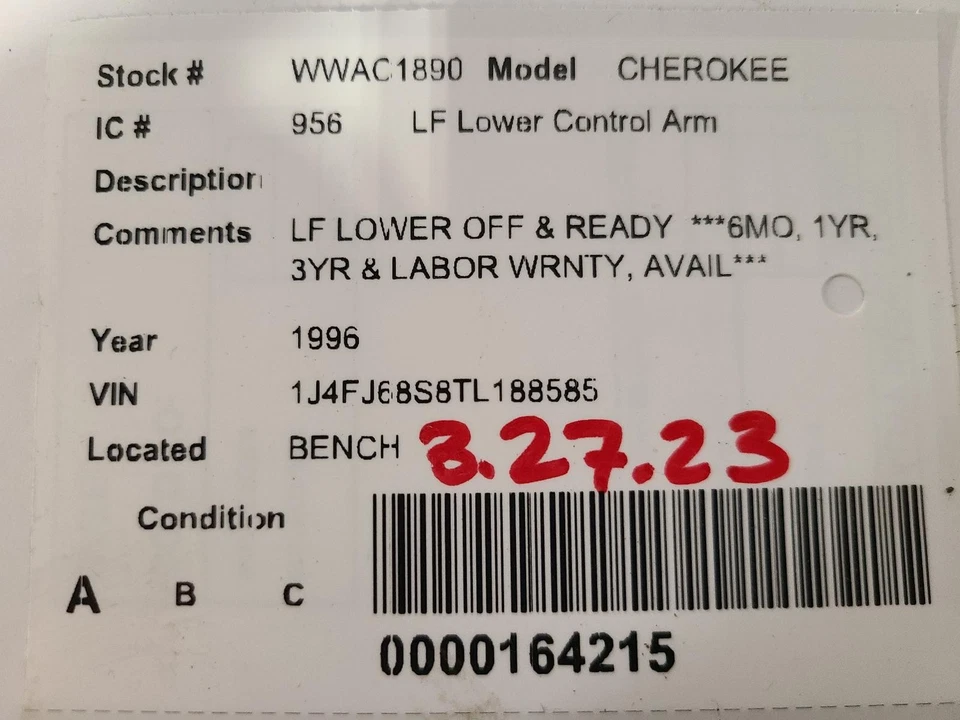 Stock # WWAC1890 Model CHEROKEE
IC # 956 LF Lower Control Arm
Description
Comments LF LOWER OFF & READY ***6MO, 1YR,
3YR & LABOR WRNTY, AVAIL***
Year 1996
VIN 1J4FJ68S8TL188585
Located BENCH 3.27.23
Condition
A B C
0000164215